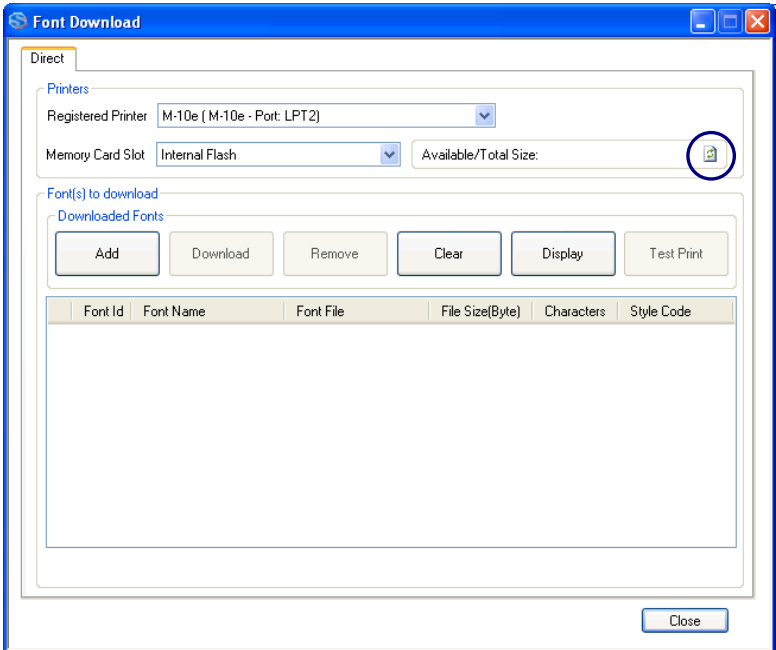 Font Download
Direct
Printers
Registered Printer M-10e ( M-10e - Port: LPT2)
Memory Card Slot Internal Flash Available/Total Size:
Font(s) to download
Downloaded Fonts
Add Download Remove Clear Display Test Print
Font Id Font Name Font File File Size(Byte) Characters Style Code
Close